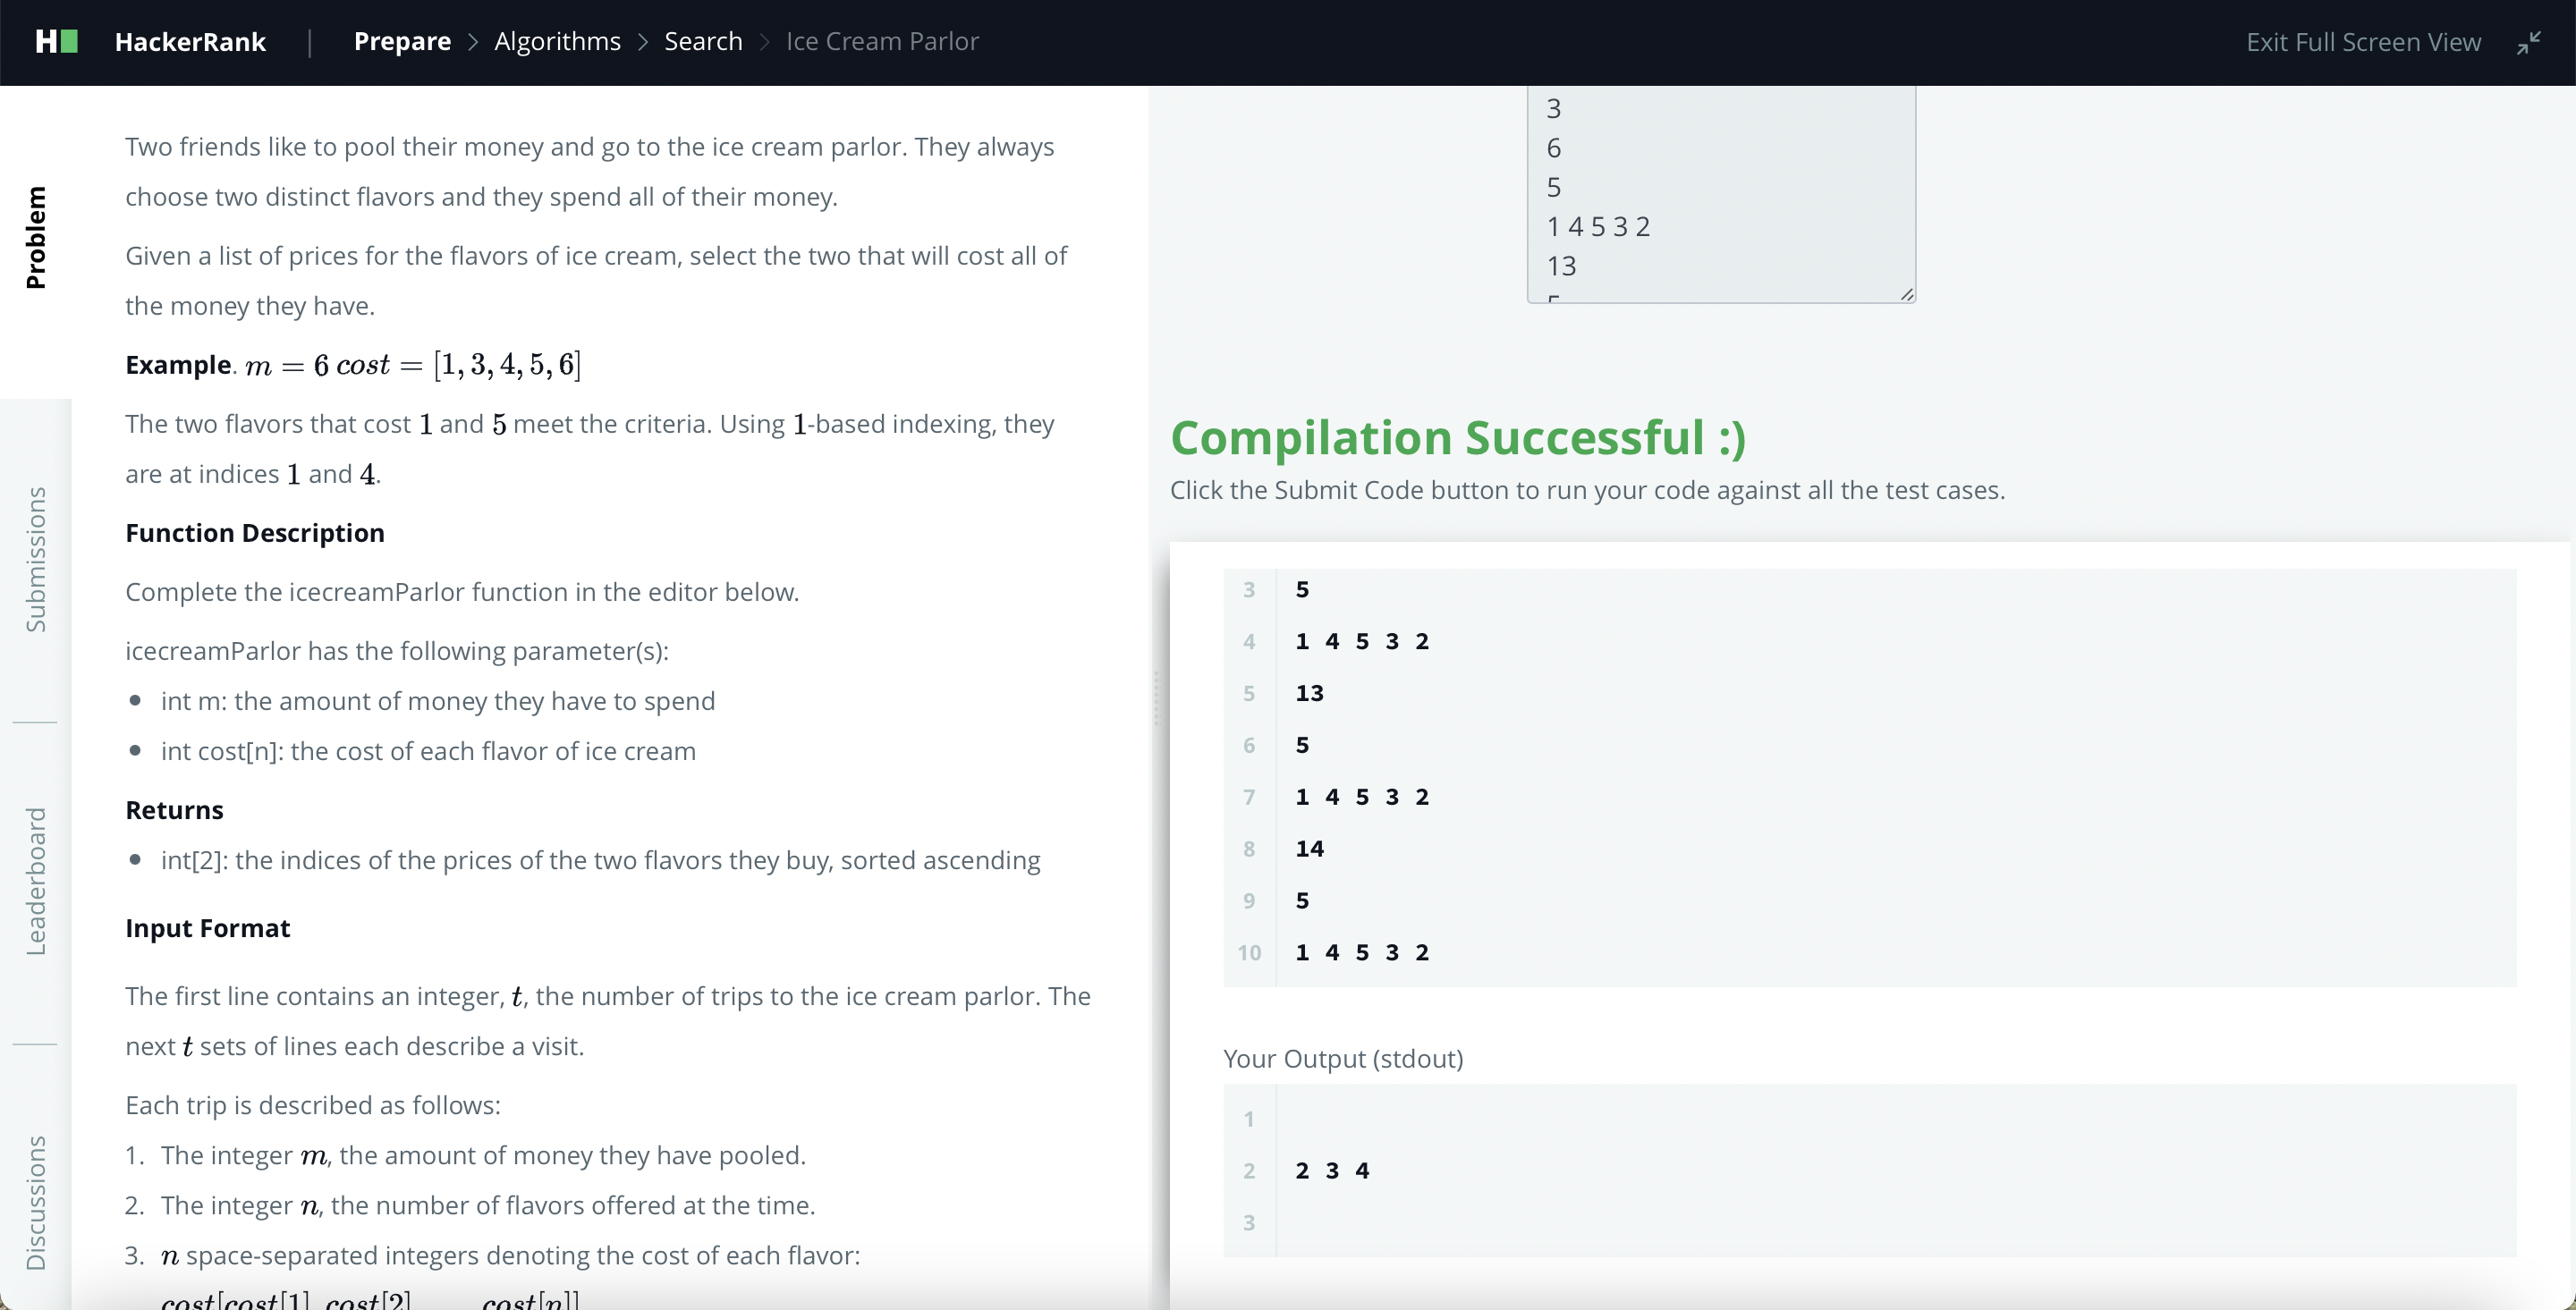 H HackerRank | Prepare > Algorithms > Search > Ice Cream Parlor Exit Full Screen View
Problem
Submissions
Leaderboard
Discussions
Two friends like to pool their money and go to the ice cream parlor. They always
choose two distinct flavors and they spend all of their money.
Given a list of prices for the flavors of ice cream, select the two that will cost all of
the money they have.
Example. m = 6 cost = [1, 3, 4, 5, 6]
The two flavors that cost 1 and 5 meet the criteria. Using 1-based indexing, they
are at indices 1 and 4.
Function Description
Complete the icecreamParlor function in the editor below.
icecreamParlor has the following parameter(s):
• int m: the amount of money they have to spend
• int cost[n]: the cost of each flavor of ice cream
Returns
• int[2]: the indices of the prices of the two flavors they buy, sorted ascending
Input Format
The first line contains an integer, t, the number of trips to the ice cream parlor. The
next t sets of lines each describe a visit.
Each trip is described as follows:
1. The integer m, the amount of money they have pooled.
2. The integer n, the number of flavors offered at the time.
3. n space-separated integers denoting the cost of each flavor:
cost[cost[1], cost[2], ..., cost[n]]
3
6
5
1 4 5 3 2
13
5
Compilation Successful :)
Click the Submit Code button to run your code against all the test cases.
3 5
4 1 4 5 3 2
5 13
6 5
7 1 4 5 3 2
8 14
9 5
10 1 4 5 3 2
Your Output (stdout)
1
2 2 3 4
3